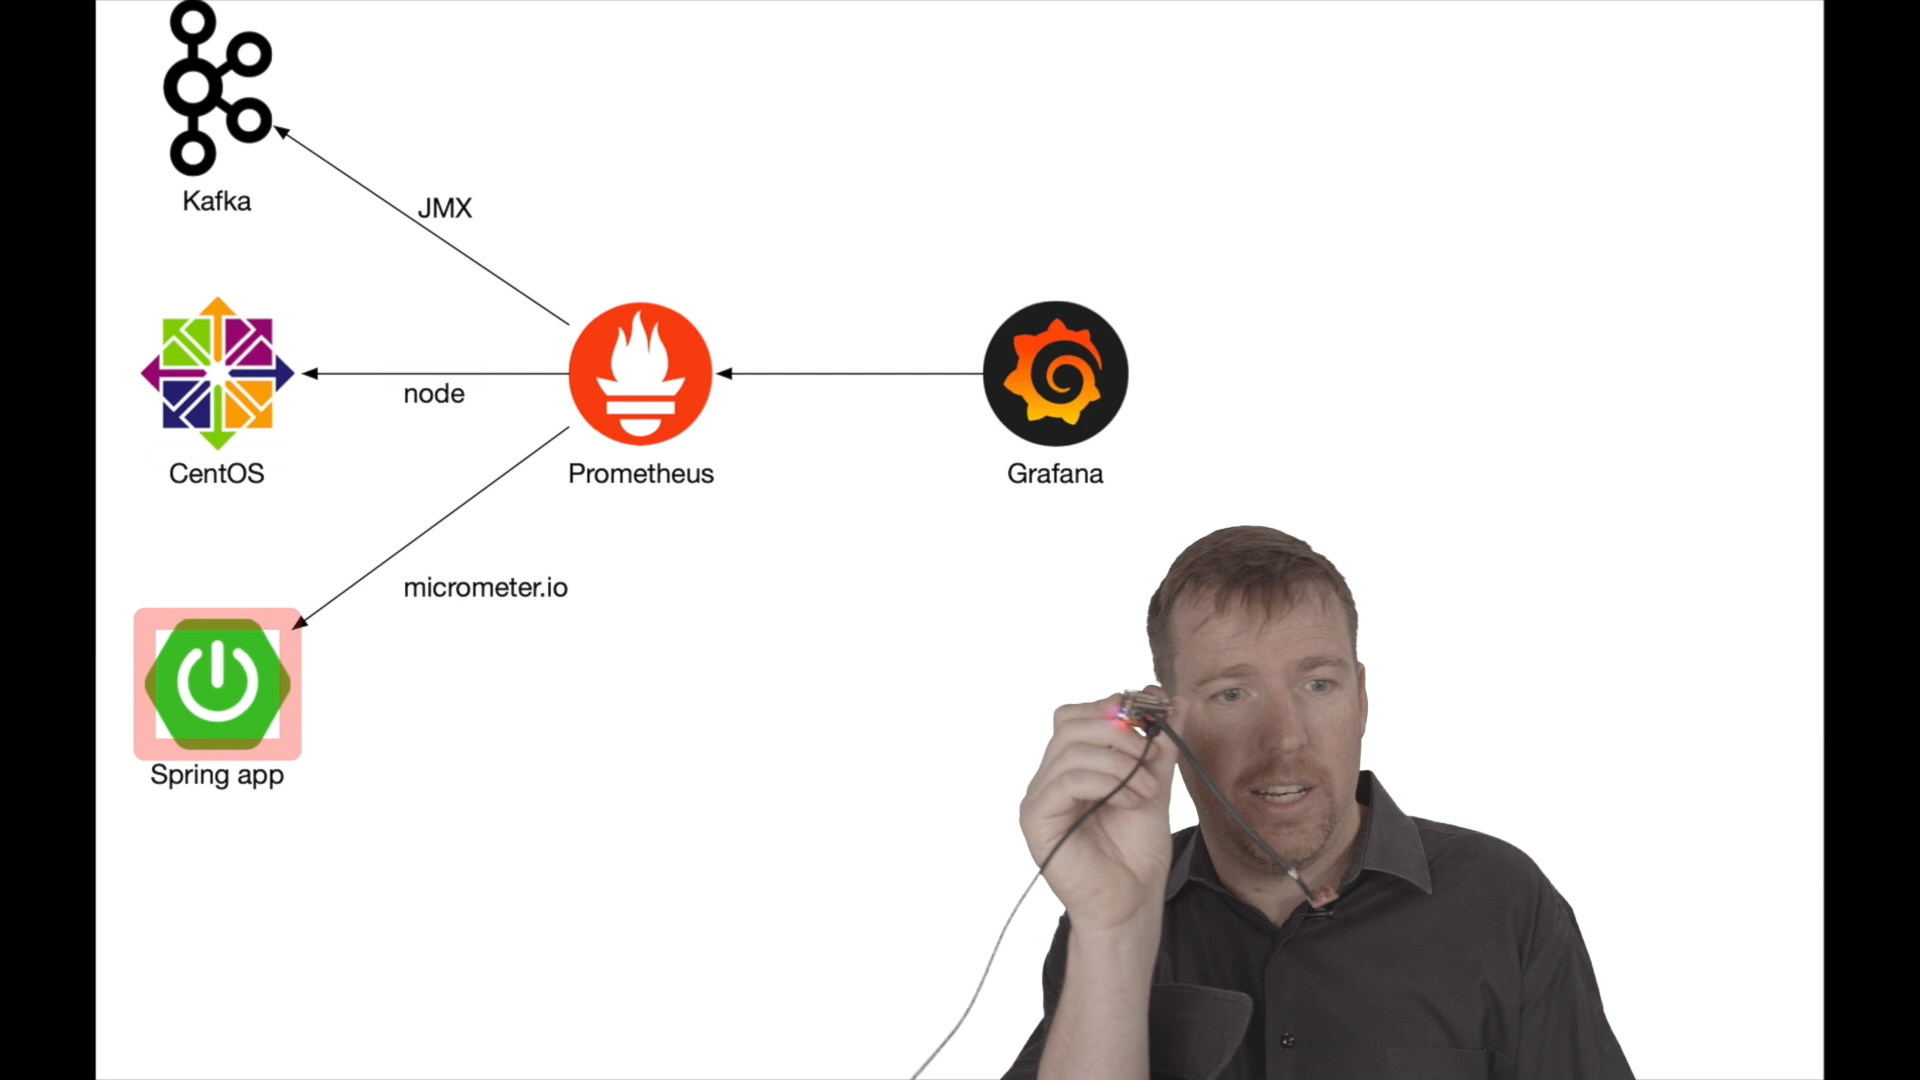 Kafka
JMX
node
CentOS
Prometheus
Grafana
micrometer.io
Spring app